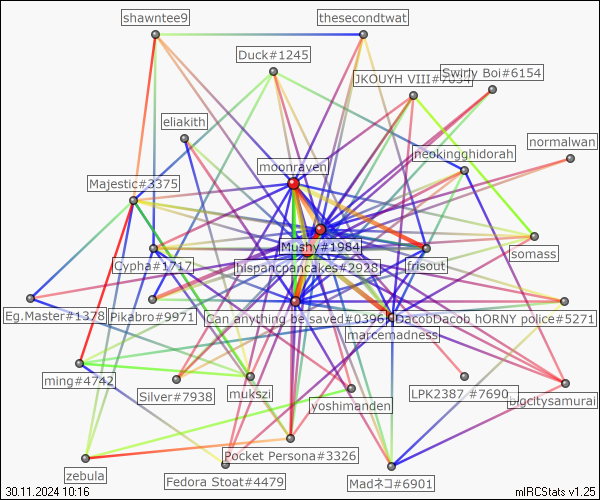 shawntee9
thesecondtwat
Duck#1245
JKOUYH VIII#7034
Swirly Boi#6154
eliakith
normalwan
moonraven
neokingghidorah
Majestic#3375
Mushy#1984
somass
Cypha#1717
hispancpancakes#2928
frisout
Eg.Master#1378
Pikabro#9971
Can anything be saved#0396
DacobDacob hORNY police#5271
marcemadness
ming#4742
Silver#7938
mukszi
yoshimanden
LPK2387 #7690
bigctysamurai
Pocket Persona#3326
zebula
Fedora Stoat#4479
Madネコ#6901
30.11.2024 10:16
mIRCStats v1.25